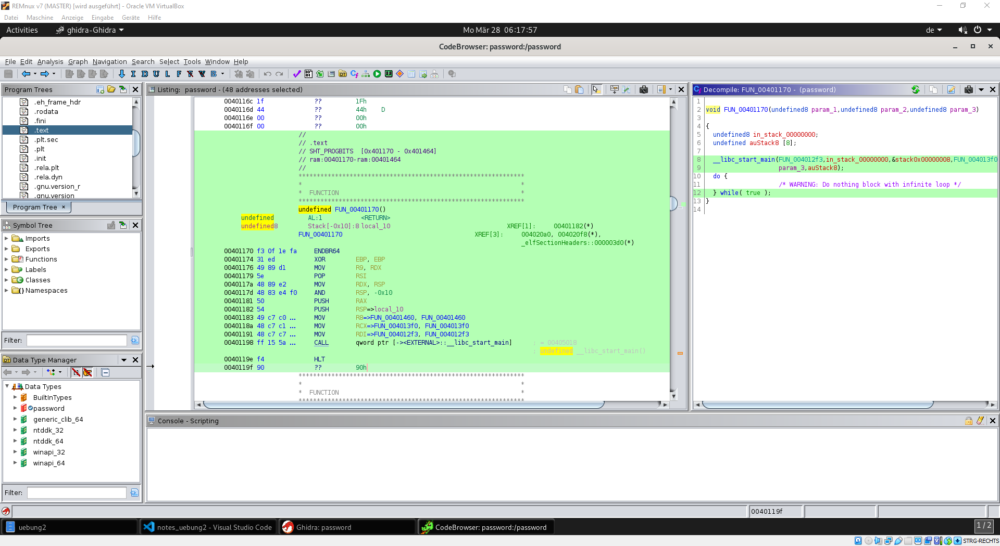 REMnux v7 (MASTER) [wird ausgeführt] - Oracle VM VirtualBox
Datei Maschine Anzeige Eingabe Geräte Hilfe
Activities ghidra-Ghidra Mo Mär 28 06:17:57 de
CodeBrowser: password:/password
File Edit Analysis Graph Navigation Search Select Tools Window Help
I D U L F B
Program Trees
.eh_frame_hdr
.rodata
.fini
.text
.plt.sec
.plt
.init
.rela.plt
.rela.dyn
.gnu.version_r
.gnu.version
Program Tree ×
Symbol Tree
Imports
Exports
Functions
Labels
Classes
Namespaces
Filter:
Data Type Manager
Data Types
BuiltInTypes
password
generic_clib_64
ntddk_32
ntddk_64
winapi_32
winapi_64
Filter:
Listing: password - (48 addresses selected)
0040116c 1f ?? 1Fh
0040116d 44 ?? 44h D
0040116e 00 ?? 00h
0040116f 00 ?? 00h
//
// .text
// SHT_PROGBITS [0x401170 - 0x401464]
// ram:00401170-ram:00401464
//
**************************************************************
* *
* FUNCTION *
**************************************************************
undefined FUN_00401170()
undefined AL:1 <RETURN>
undefined8 Stack[-0x10]:8 local_10 XREF[1]: 00401182(*)
FUN_00401170 XREF[3]: 004020a0, 004020f8(*),
_elfSectionHeaders::000003d0(*)
00401170 f3 0f 1e fa ENDBR64
00401174 31 ed XOR EBP, EBP
00401176 49 89 d1 MOV R9, RDX
00401179 5e POP RSI
0040117a 48 89 e2 MOV RDX, RSP
0040117d 48 83 e4 f0 AND RSP, -0x10
00401181 50 PUSH RAX
00401182 54 PUSH RSP=>local_10
00401183 49 c7 c0 ... MOV R8=>FUN_00401460, FUN_00401460
0040118a 48 c7 c1 ... MOV RCX=>FUN_004013f0, FUN_004013f0
00401191 48 c7 c7 ... MOV RDI=>FUN_004012f3, FUN_004012f3
00401198 ff 15 5a ... CALL qword ptr [-><EXTERNAL>::__libc_start_main] ; = 00405018
; undefined __libc_start_main()
0040119e f4 HLT
0040119f 90 ?? 90h
**************************************************************
* *
* FUNCTION *
**************************************************************
Decompile: FUN_00401170 - (password)
1
2 void FUN_00401170(undefined8 param_1,undefined8 param_2,undefined8 param_3)
3
4 {
5 undefined8 in_stack_00000000;
6 undefined auStack8 [8];
7
8 __libc_start_main(FUN_004012f3,in_stack_00000000,&stack0x00000008,FUN_004013f0
9 param_3,auStack8);
10 do {
11 /* WARNING: Do nothing block with infinite loop */
12 } while( true );
13 }
14
Console - Scripting
0040119f
uebung2 notes_uebung2 - Visual Studio Code Ghidra: password CodeBrowser: password:/password 1 / 2
STRG-RECHTS